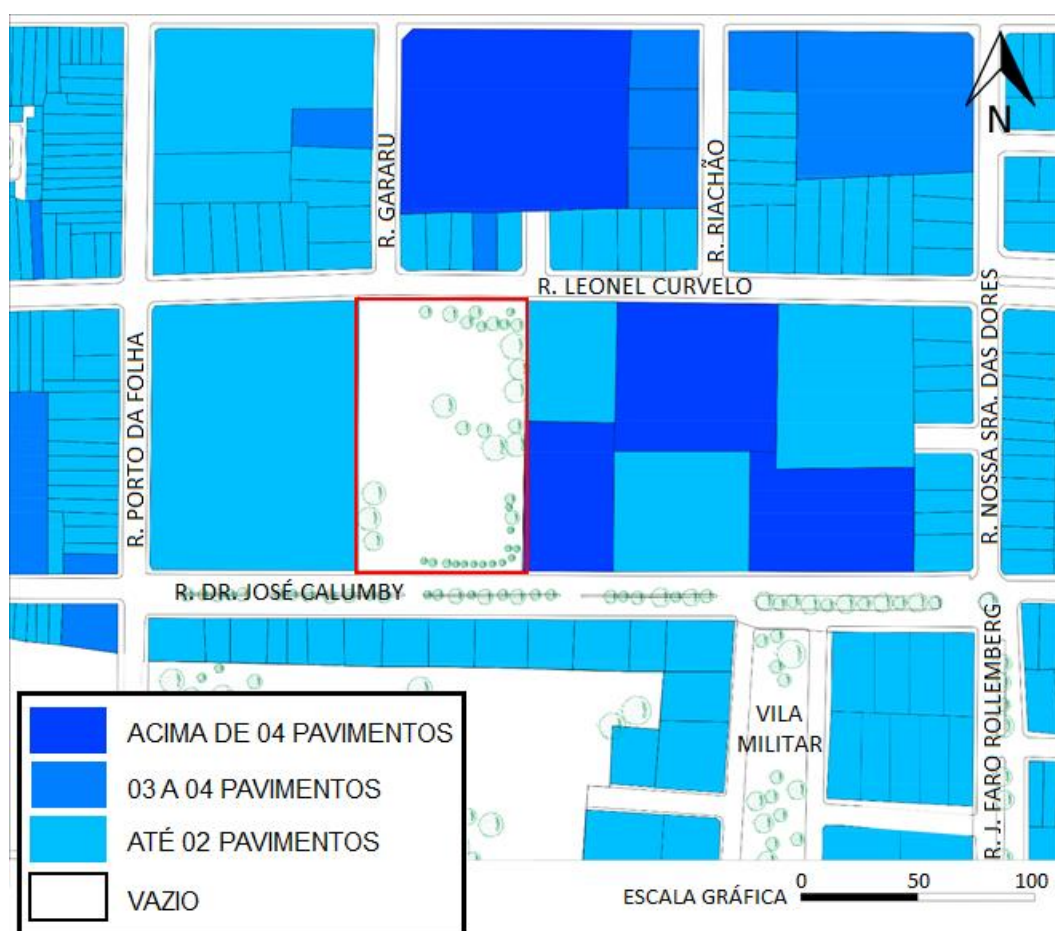 N
R. GARARU
R. RIACHÃO
R. LEONEL CURVELO
R. PORTO DA FOLHA
R. NOSSA SRA. DAS DORES
R. DR. JOSÉ CALUMBY
R. J. FARO ROLLEMBERG
VILA
MILITAR
ACIMA DE 04 PAVIMENTOS
03 A 04 PAVIMENTOS
ATÉ 02 PAVIMENTOS
VAZIO
ESCALA GRÁFICA 0 50 100